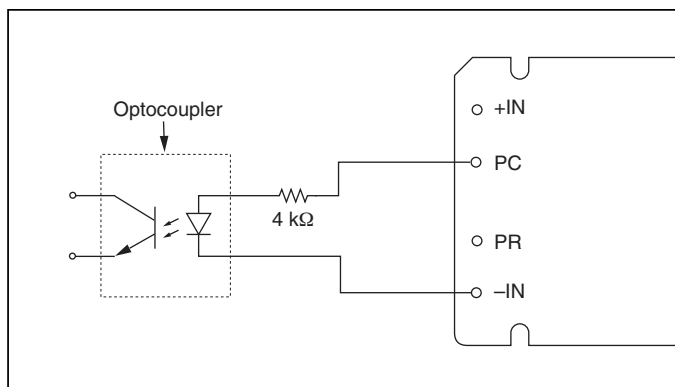 Optocoupler
4 kΩ
+IN
PC
PR
–IN